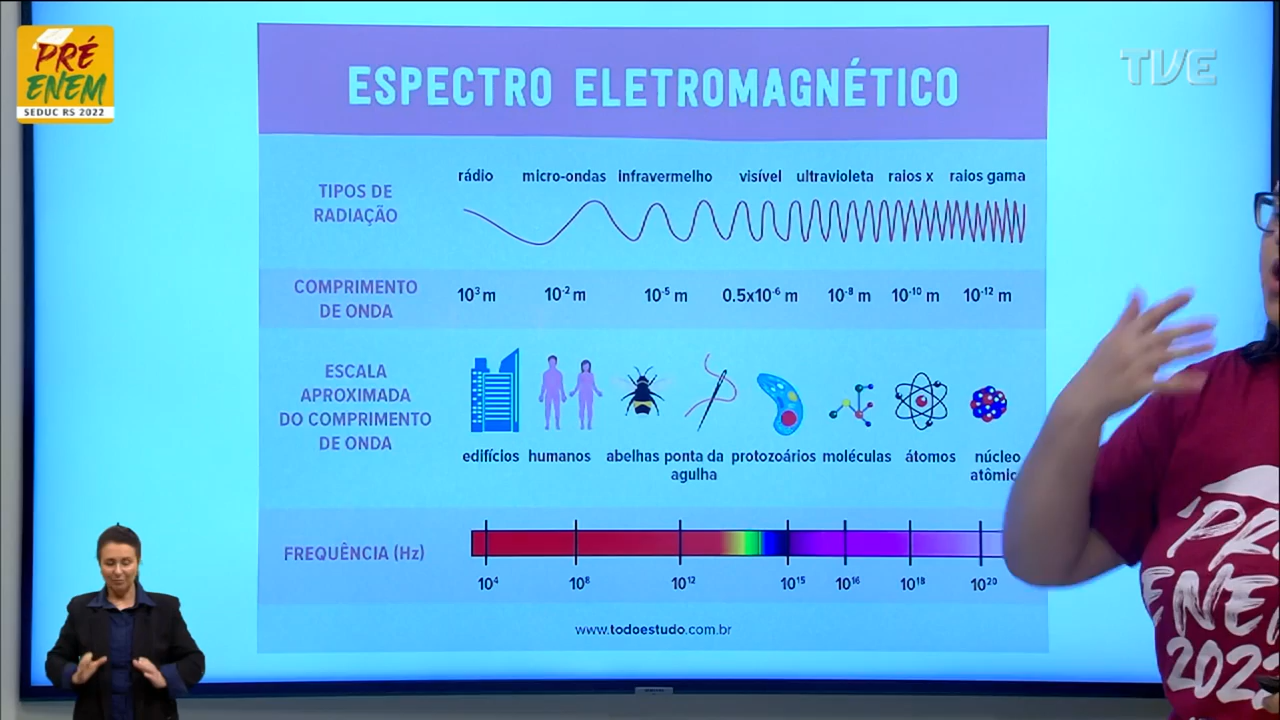 PRÉ
ENEM
SEDUC RS 2022
TVE
ESPECTRO ELETROMAGNÉTICO
TIPOS DE
RADIAÇÃO
rádio micro-ondas infravermelho visível ultravioleta raios x raios gama
COMPRIMENTO
DE ONDA
10³ m 10⁻² m 10⁻⁵ m 0.5x10⁻⁶ m 10⁻⁸ m 10⁻¹⁰ m 10⁻¹² m
ESCALA
APROXIMADA
DO COMPRIMENTO
DE ONDA
edifícios humanos abelhas ponta da agulha protozoários moléculas átomos núcleo
FREQUÊNCIA (Hz)
10⁴ 10⁸ 10¹² 10¹⁵ 10¹⁶ 10¹⁸ 10²⁰
www.todoestudo.com.br